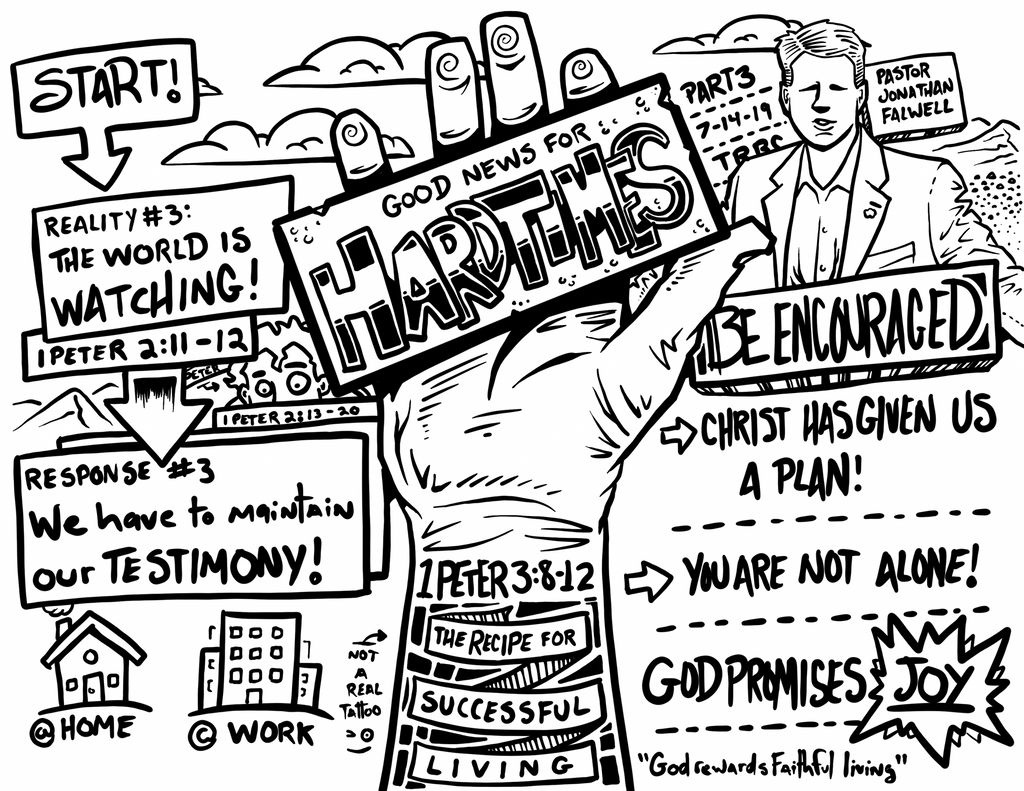 START!
REALITY #3:
THE WORLD IS
WATCHING!
1 PETER 2:11-12
PETER
1 PETER 2:13-20
RESPONSE #3
We have to maintain
our TESTIMONY!
@ HOME
© WORK
NOT
A
REAL
TATTOO
=O
GOOD NEWS FOR
HARD TIMES
1 PETER 3:8-12
THE RECIPE FOR
SUCCESSFUL
LIVING
PART 3
7-14-19
TRBC
PASTOR
JONATHAN
FALWELL
BE ENCOURAGED
CHRIST HAS GIVEN US
A PLAN!
YOU ARE NOT ALONE!
GOD PROMISES
JOY
"God rewards Faithful living"